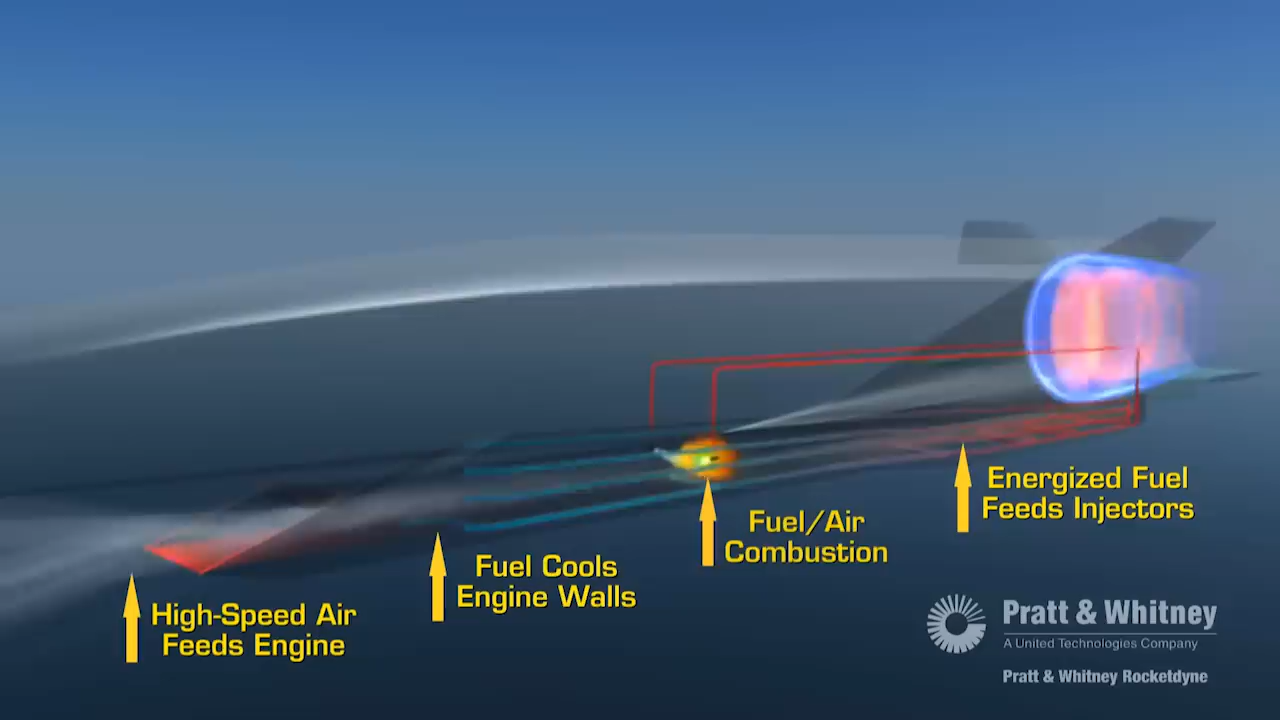 Energized Fuel
Feeds Injectors
Fuel/Air
Combustion
Fuel Cools
Engine Walls
High-Speed Air
Feeds Engine
Pratt & Whitney
A United Technologies Company
Pratt & Whitney Rocketdyne